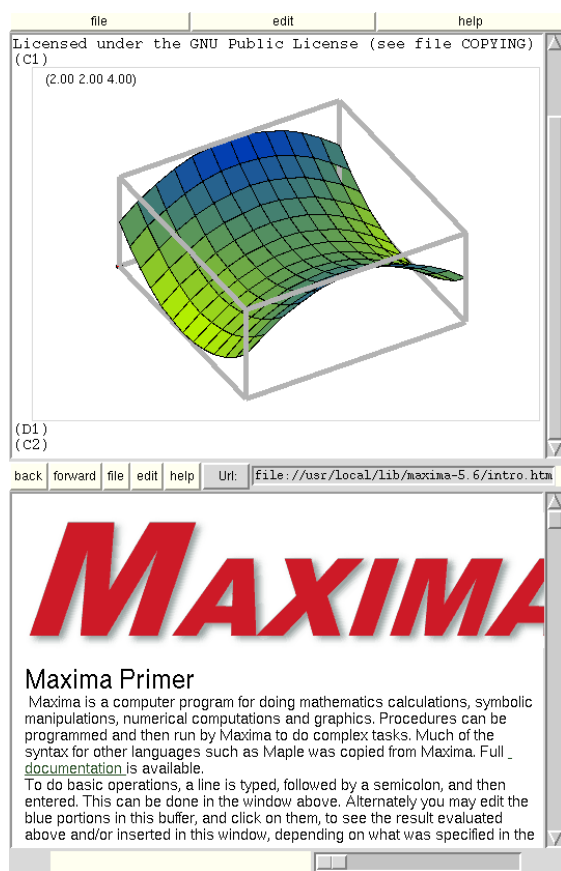 file edit help
Licensed under the GNU Public License (see file COPYING)
(C1)
(2.00 2.00 4.00)
(D1)
(C2)
back forward file edit help Url: file://usr/local/lib/maxima-5.6/intro.htm
MAXIMA
Maxima Primer
Maxima is a computer program for doing mathematics calculations, symbolic
manipulations, numerical computations and graphics. Procedures can be
programmed and then run by Maxima to do complex tasks. Much of the
syntax for other languages such as Maple was copied from Maxima. Full
documentation is available.
To do basic operations, a line is typed, followed by a semicolon, and then
entered. This can be done in the window above. Alternately you may edit the
blue portions in this buffer, and click on them, to see the result evaluated
above and/or inserted in this window, depending on what was specified in the